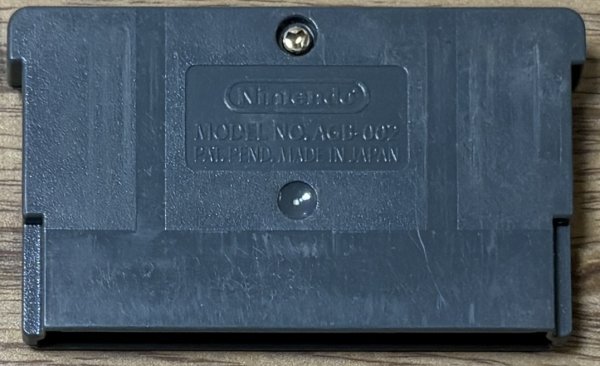 Nintendo
MODEL NO. AGB-002
PAT. PEND. MADE IN JAPAN